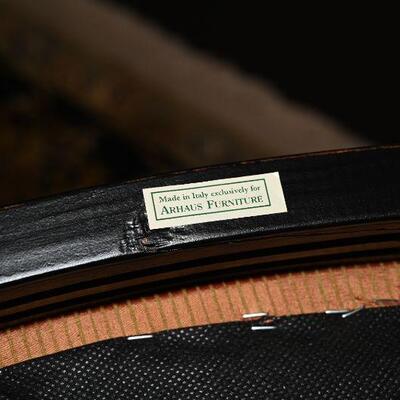 Made in Italy exclusively for
ARHAUS FURNITURE